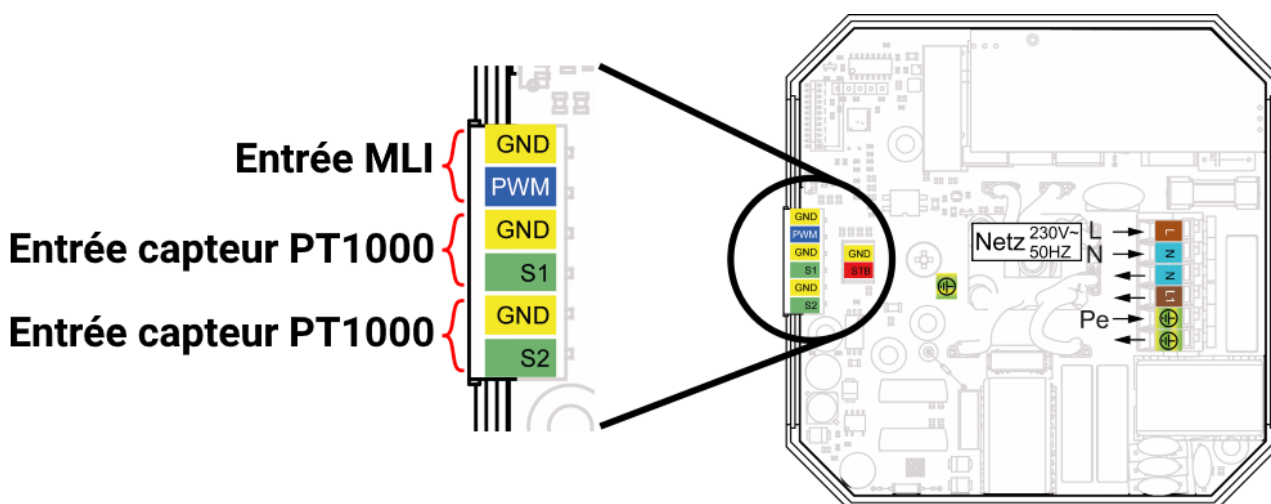 Entrée MLI
GND
PWM
Entrée capteur PT1000
GND
S1
Entrée capteur PT1000
GND
S2
GND
PWM
GND
S1
GND
S2
GND
STB
Netz 230V~
50HZ
L
N
Pe
L
N
N
L1